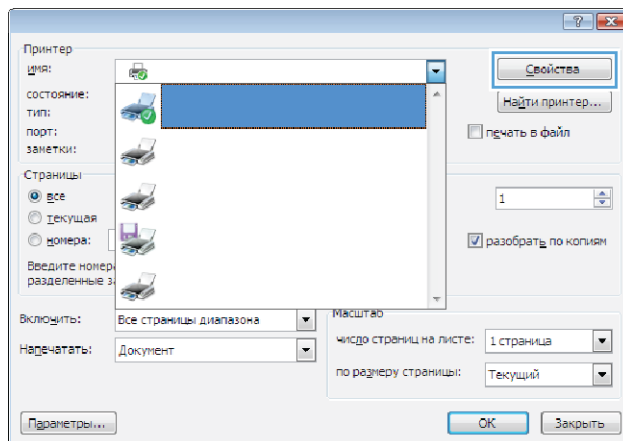 Принтер
имя:
Свойства
состояние:
Найти принтер...
тип:
порт:
печать в файл
заметки:
Страницы
все
1
текущая
номера:
разобрать по копиям
Введите
разделенные
Включить: Все страницы диапазона
Масштаб
число страниц на листе: 1 страница
Напечатать: Документ
по размеру страницы: Текущий
Параметры...
OK
Закрыть